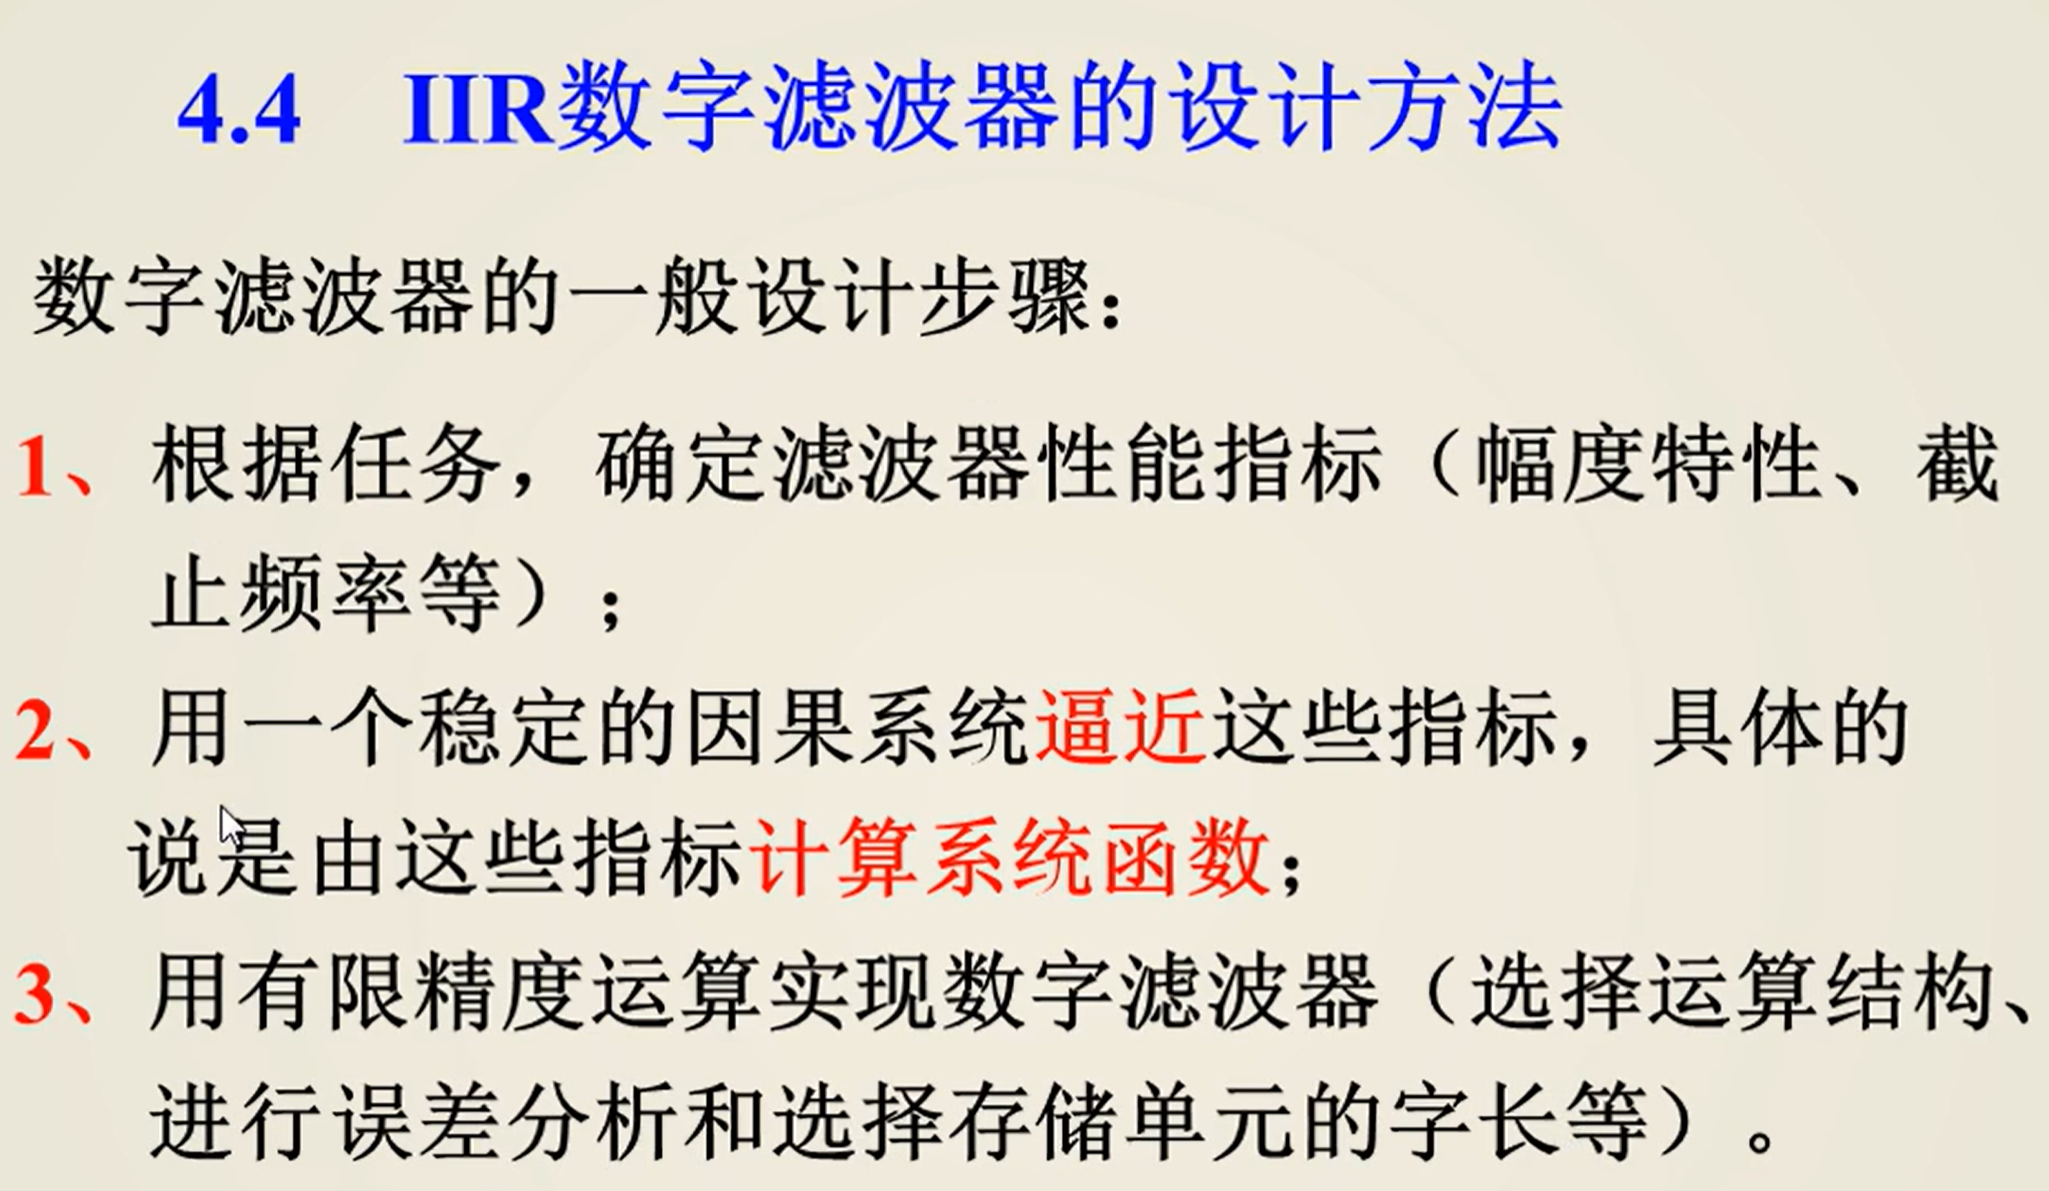 4.4 IIR数字滤波器的设计方法
数字滤波器的一般设计步骤：
1、根据任务，确定滤波器性能指标（幅度特性、截
止频率等）；
2、用一个稳定的因果系统逼近这些指标，具体的
说是由这些指标计算系统函数；
3、用有限精度运算实现数字滤波器（选择运算结构、
进行误差分析和选择存储单元的字长等）。